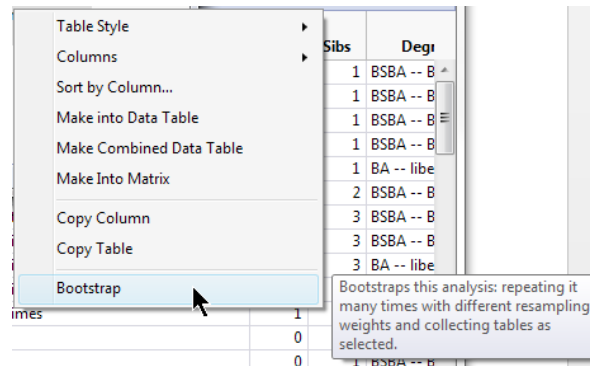 Table Style
Columns
Sort by Column...
Make into Data Table
Make Combined Data Table
Make Into Matrix
Copy Column
Copy Table
Bootstrap
Sibs Degr
1 BSBA -- B
1 BSBA -- B
1 BSBA -- B
1 BSBA -- B
1 BA -- libe
2 BSBA -- B
3 BSBA -- B
3 BSBA -- B
3 BA -- libe
Bootstraps this analysis: repeating it
many times with different resampling
weights and collecting tables as
selected.
imes 1
0
0 1 BSBA -- B